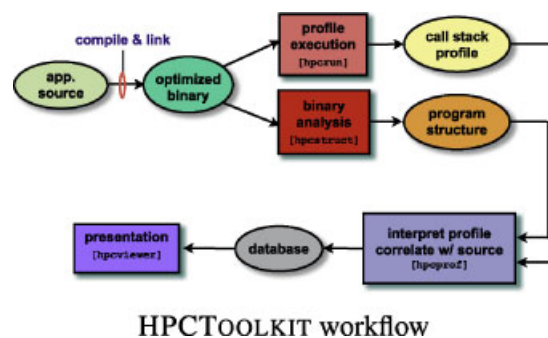 compile & link
app.
source
optimized
binary
profile
execution
[hpcrun]
call stack
profile
binary
analysis
[hpcstruct]
program
structure
presentation
[hpcviewer]
database
interpret profile
correlate w/ source
[hpcprof]
HPCTOOLKIT workflow